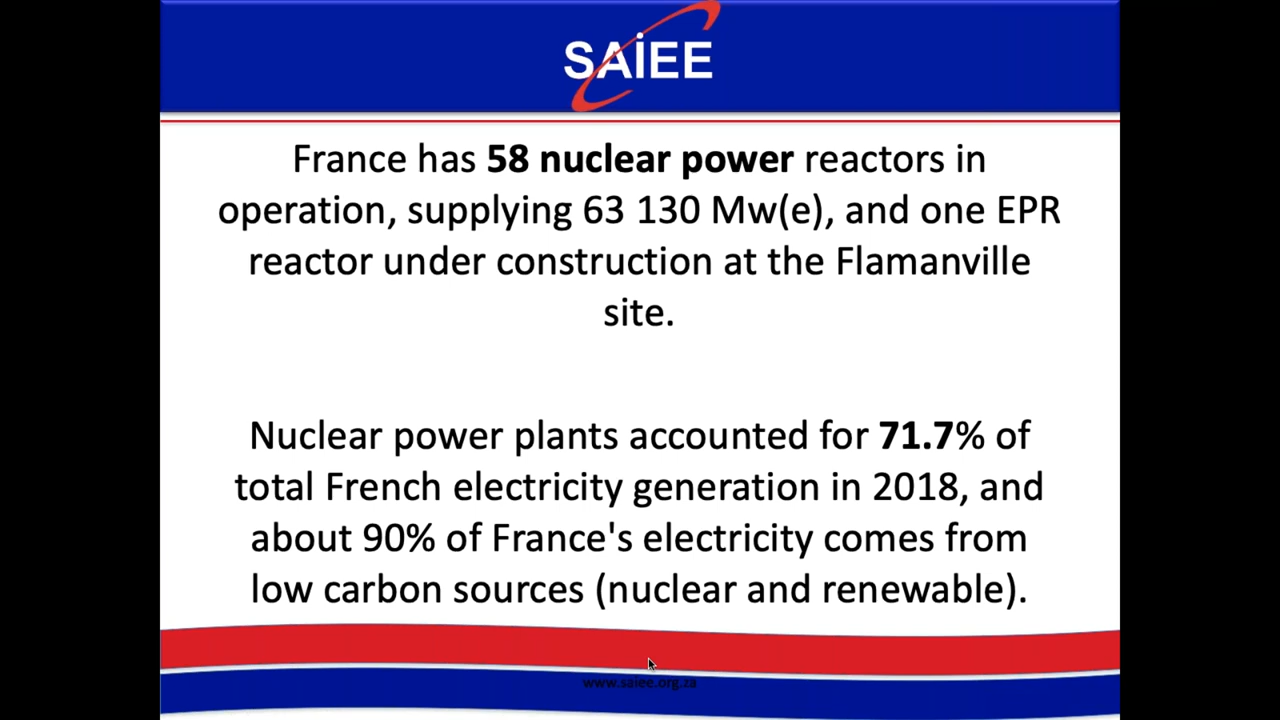 SAiEE
France has 58 nuclear power reactors in
operation, supplying 63 130 Mw(e), and one EPR
reactor under construction at the Flamanville
site.
Nuclear power plants accounted for 71.7% of
total French electricity generation in 2018, and
about 90% of France's electricity comes from
low carbon sources (nuclear and renewable).
www.saiee.org.za